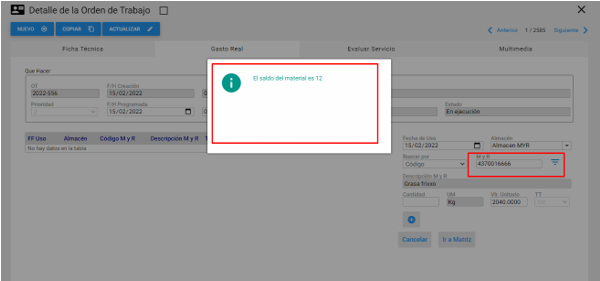 Detalle de la Orden de Trabajo
NUEVO
COPIAR
ACTUALIZAR
Anterior 1 / 2385 Siguiente
Ficha Técnica
Gasto Real
Evaluar Servicio
Multimedia
Que Hacer
OT
2022-536
F/H Creación
15/02/2022
Prioridad
F/H Programada
15/02/2022
Estado
En ejecución
El saldo del material es 12
FF Uso Almacén Código M y R Descripción M y R
No hay datos en la tabla
Fecha de Uso
15/02/2022
Almacén
Almacen MYR
Buscar por
Código
M y R
4370016666
Descripción M y R
Grasa frixo
Cantidad
UM
Kg
Vlr. Unitario
2040.0000
TT
Cancelar
Ir a Matriz